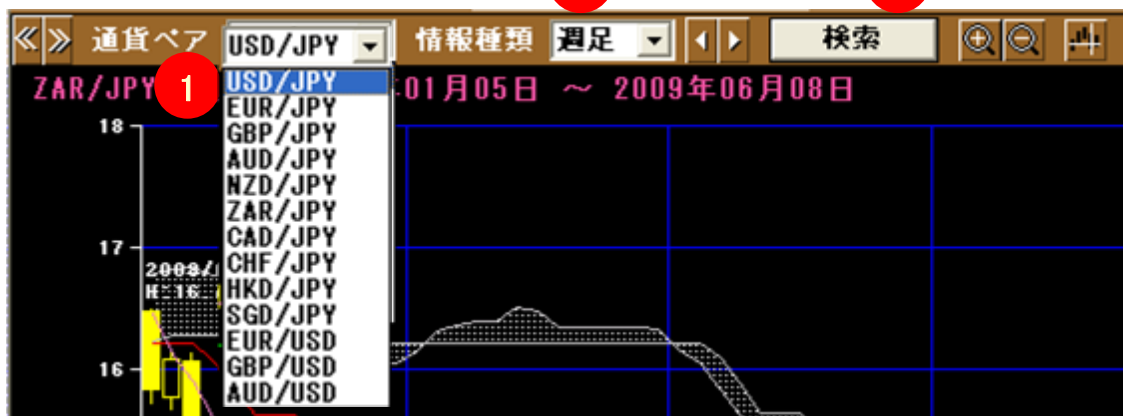 ≪ ≫ 通貨ペア USD/JPY 情報種類 週足 検索
ZAR/JPY 1 01月05日 ～ 2009年06月08日
USD/JPY
EUR/JPY
18
GBP/JPY
AUD/JPY
NZD/JPY
ZAR/JPY
CAD/JPY
17
CHF/JPY
HKD/JPY
SGD/JPY
EUR/USD
16
GBP/USD
AUD/USD